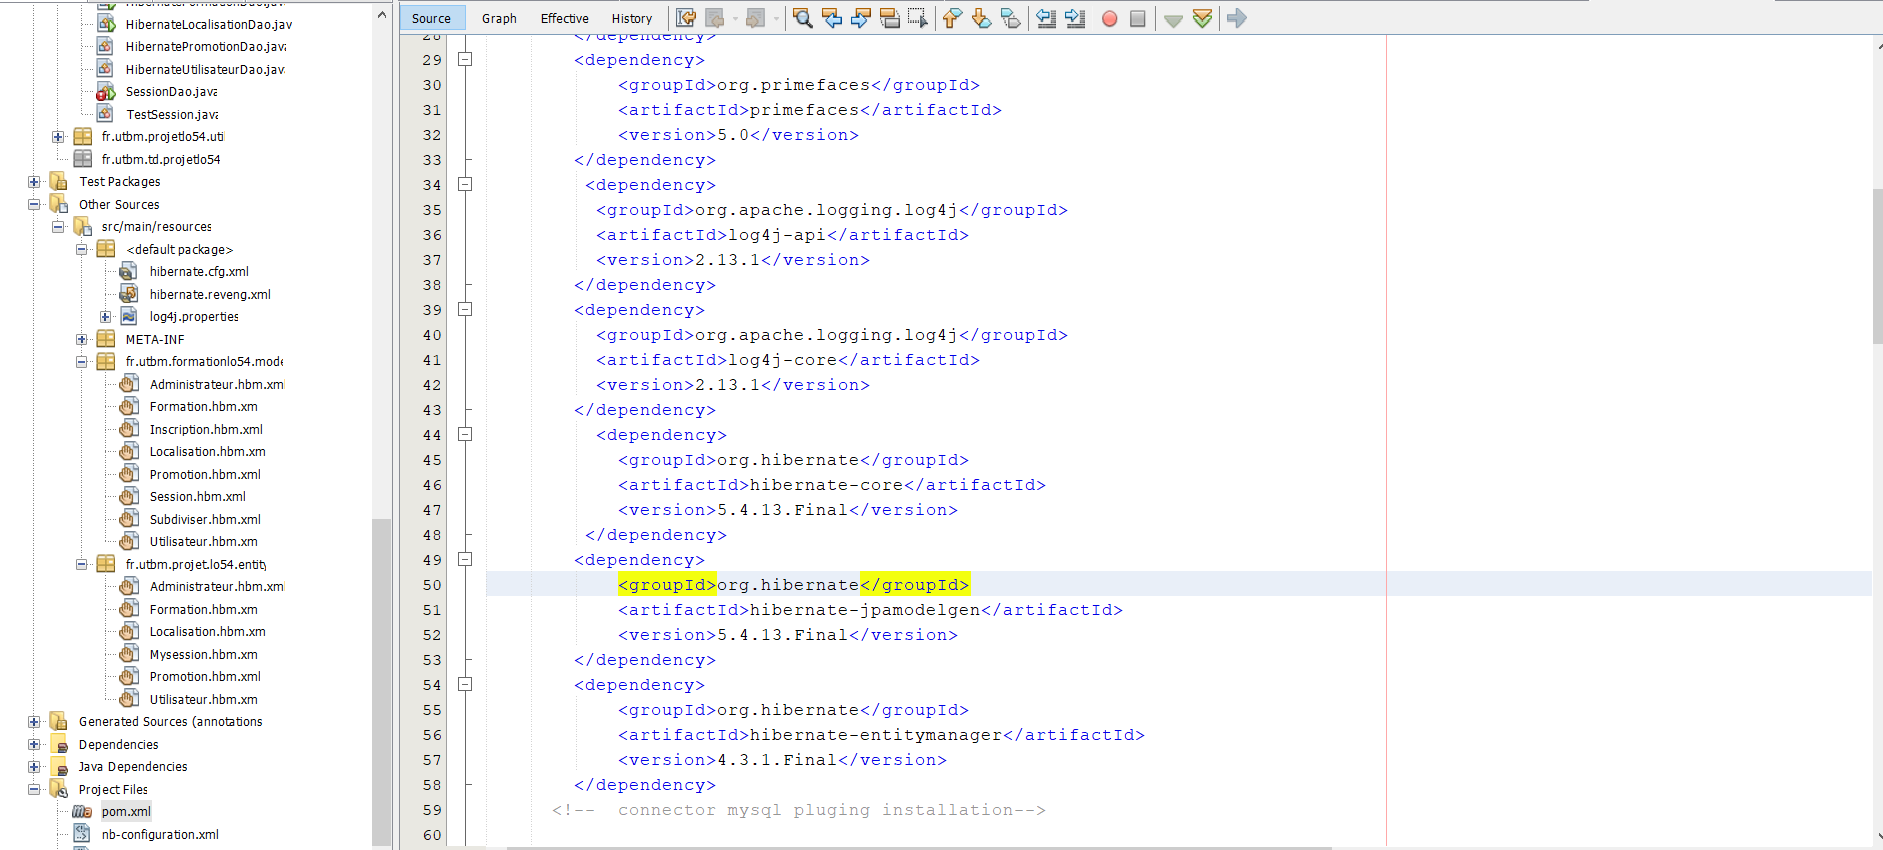 HibernateFormationDao.java
HibernateLocalisationDao.jav
HibernatePromotionDao.java
HibernateUtilisateurDao.jav
SessionDao.java
TestSession.java
fr.utbm.projetlo54.util
fr.utbm.td.projetlo54
Test Packages
Other Sources
src/main/resources
<default package>
hibernate.cfg.xml
hibernate.reveng.xml
log4j.properties
META-INF
fr.utbm.formationlo54.mode
Administrateur.hbm.xml
Formation.hbm.xm
Inscription.hbm.xml
Localisation.hbm.xm
Promotion.hbm.xml
Session.hbm.xml
Subdiviser.hbm.xml
Utilisateur.hbm.xm
fr.utbm.projet.lo54.entity
Administrateur.hbm.xml
Formation.hbm.xm
Localisation.hbm.xm
Mysession.hbm.xm
Promotion.hbm.xml
Utilisateur.hbm.xm
Generated Sources (annotations
Dependencies
Java Dependencies
Project Files
pom.xml
nb-configuration.xml
Source Graph Effective History
28 </dependency>
29 <dependency>
30 <groupId>org.primefaces</groupId>
31 <artifactId>primefaces</artifactId>
32 <version>5.0</version>
33 </dependency>
34 <dependency>
35 <groupId>org.apache.logging.log4j</groupId>
36 <artifactId>log4j-api</artifactId>
37 <version>2.13.1</version>
38 </dependency>
39 <dependency>
40 <groupId>org.apache.logging.log4j</groupId>
41 <artifactId>log4j-core</artifactId>
42 <version>2.13.1</version>
43 </dependency>
44 <dependency>
45 <groupId>org.hibernate</groupId>
46 <artifactId>hibernate-core</artifactId>
47 <version>5.4.13.Final</version>
48 </dependency>
49 <dependency>
50 <groupId>org.hibernate</groupId>
51 <artifactId>hibernate-jpamodelgen</artifactId>
52 <version>5.4.13.Final</version>
53 </dependency>
54 <dependency>
55 <groupId>org.hibernate</groupId>
56 <artifactId>hibernate-entitymanager</artifactId>
57 <version>4.3.1.Final</version>
58 </dependency>
59 <!-- connector mysql pluging installation-->
60